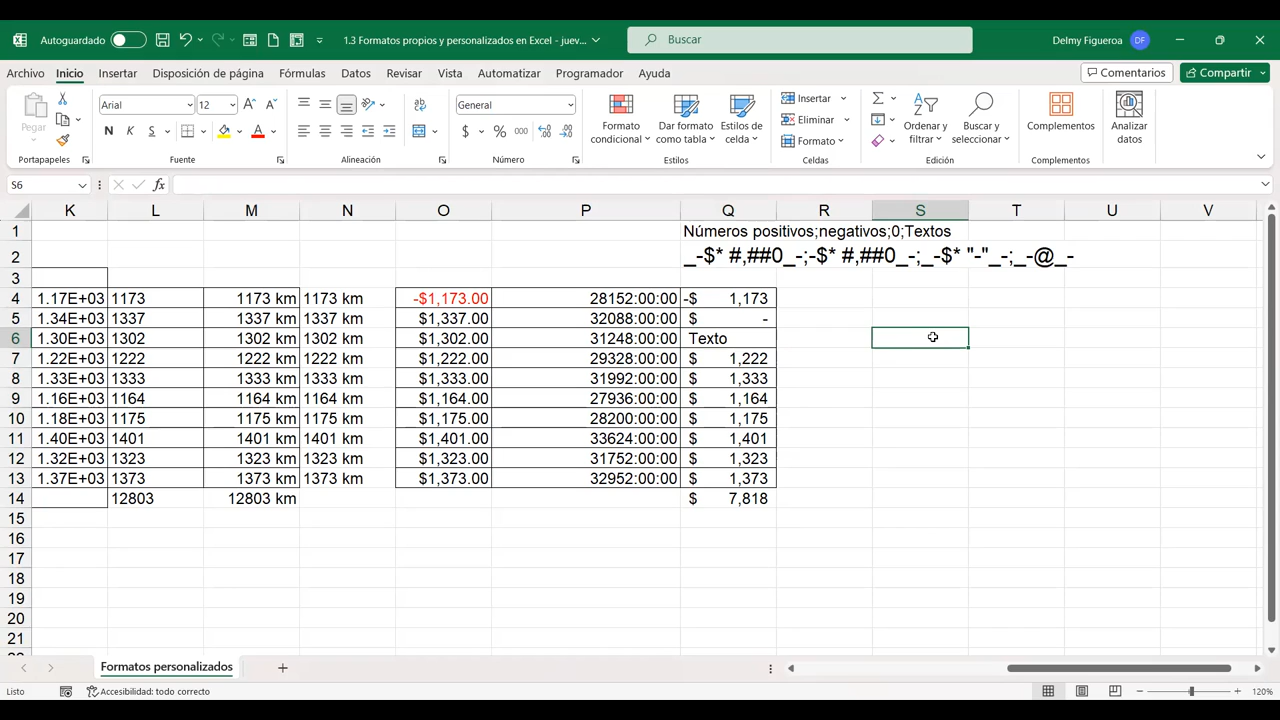 Autoguardado 1.3 Formatos propios y personalizados en Excel - juev... Buscar Delmy Figueroa DF
Archivo Inicio Insertar Disposición de página Fórmulas Datos Revisar Vista Automatizar Programador Ayuda Comentarios Compartir
Pegar Arial 12 General Formato condicional Dar formato como tabla Estilos de celda Insertar Eliminar Formato Ordenar y filtrar Buscar y seleccionar Complementos Analizar datos
N K S $ % 000
Portapapeles Fuente Alineación Número Estilos Celdas Edición Complementos
S6 fx
K L M N O P Q R S T U V
1 Números positivos;negativos;0;Textos
2 _-$* #,##0_-;-$* #,##0_-;_-$* "-"_-;_-@_-
3
4 1.17E+03 1173 1173 km 1173 km -$1,173.00 28152:00:00 -$ 1,173
5 1.34E+03 1337 1337 km 1337 km $1,337.00 32088:00:00 $ -
6 1.30E+03 1302 1302 km 1302 km $1,302.00 31248:00:00 Texto
7 1.22E+03 1222 1222 km 1222 km $1,222.00 29328:00:00 $ 1,222
8 1.33E+03 1333 1333 km 1333 km $1,333.00 31992:00:00 $ 1,333
9 1.16E+03 1164 1164 km 1164 km $1,164.00 27936:00:00 $ 1,164
10 1.18E+03 1175 1175 km 1175 km $1,175.00 28200:00:00 $ 1,175
11 1.40E+03 1401 1401 km 1401 km $1,401.00 33624:00:00 $ 1,401
12 1.32E+03 1323 1323 km 1323 km $1,323.00 31752:00:00 $ 1,323
13 1.37E+03 1373 1373 km 1373 km $1,373.00 32952:00:00 $ 1,373
14 12803 12803 km $ 7,818
15
16
17
18
19
20
21
Formatos personalizados
Listo Accesibilidad: todo correcto 120%